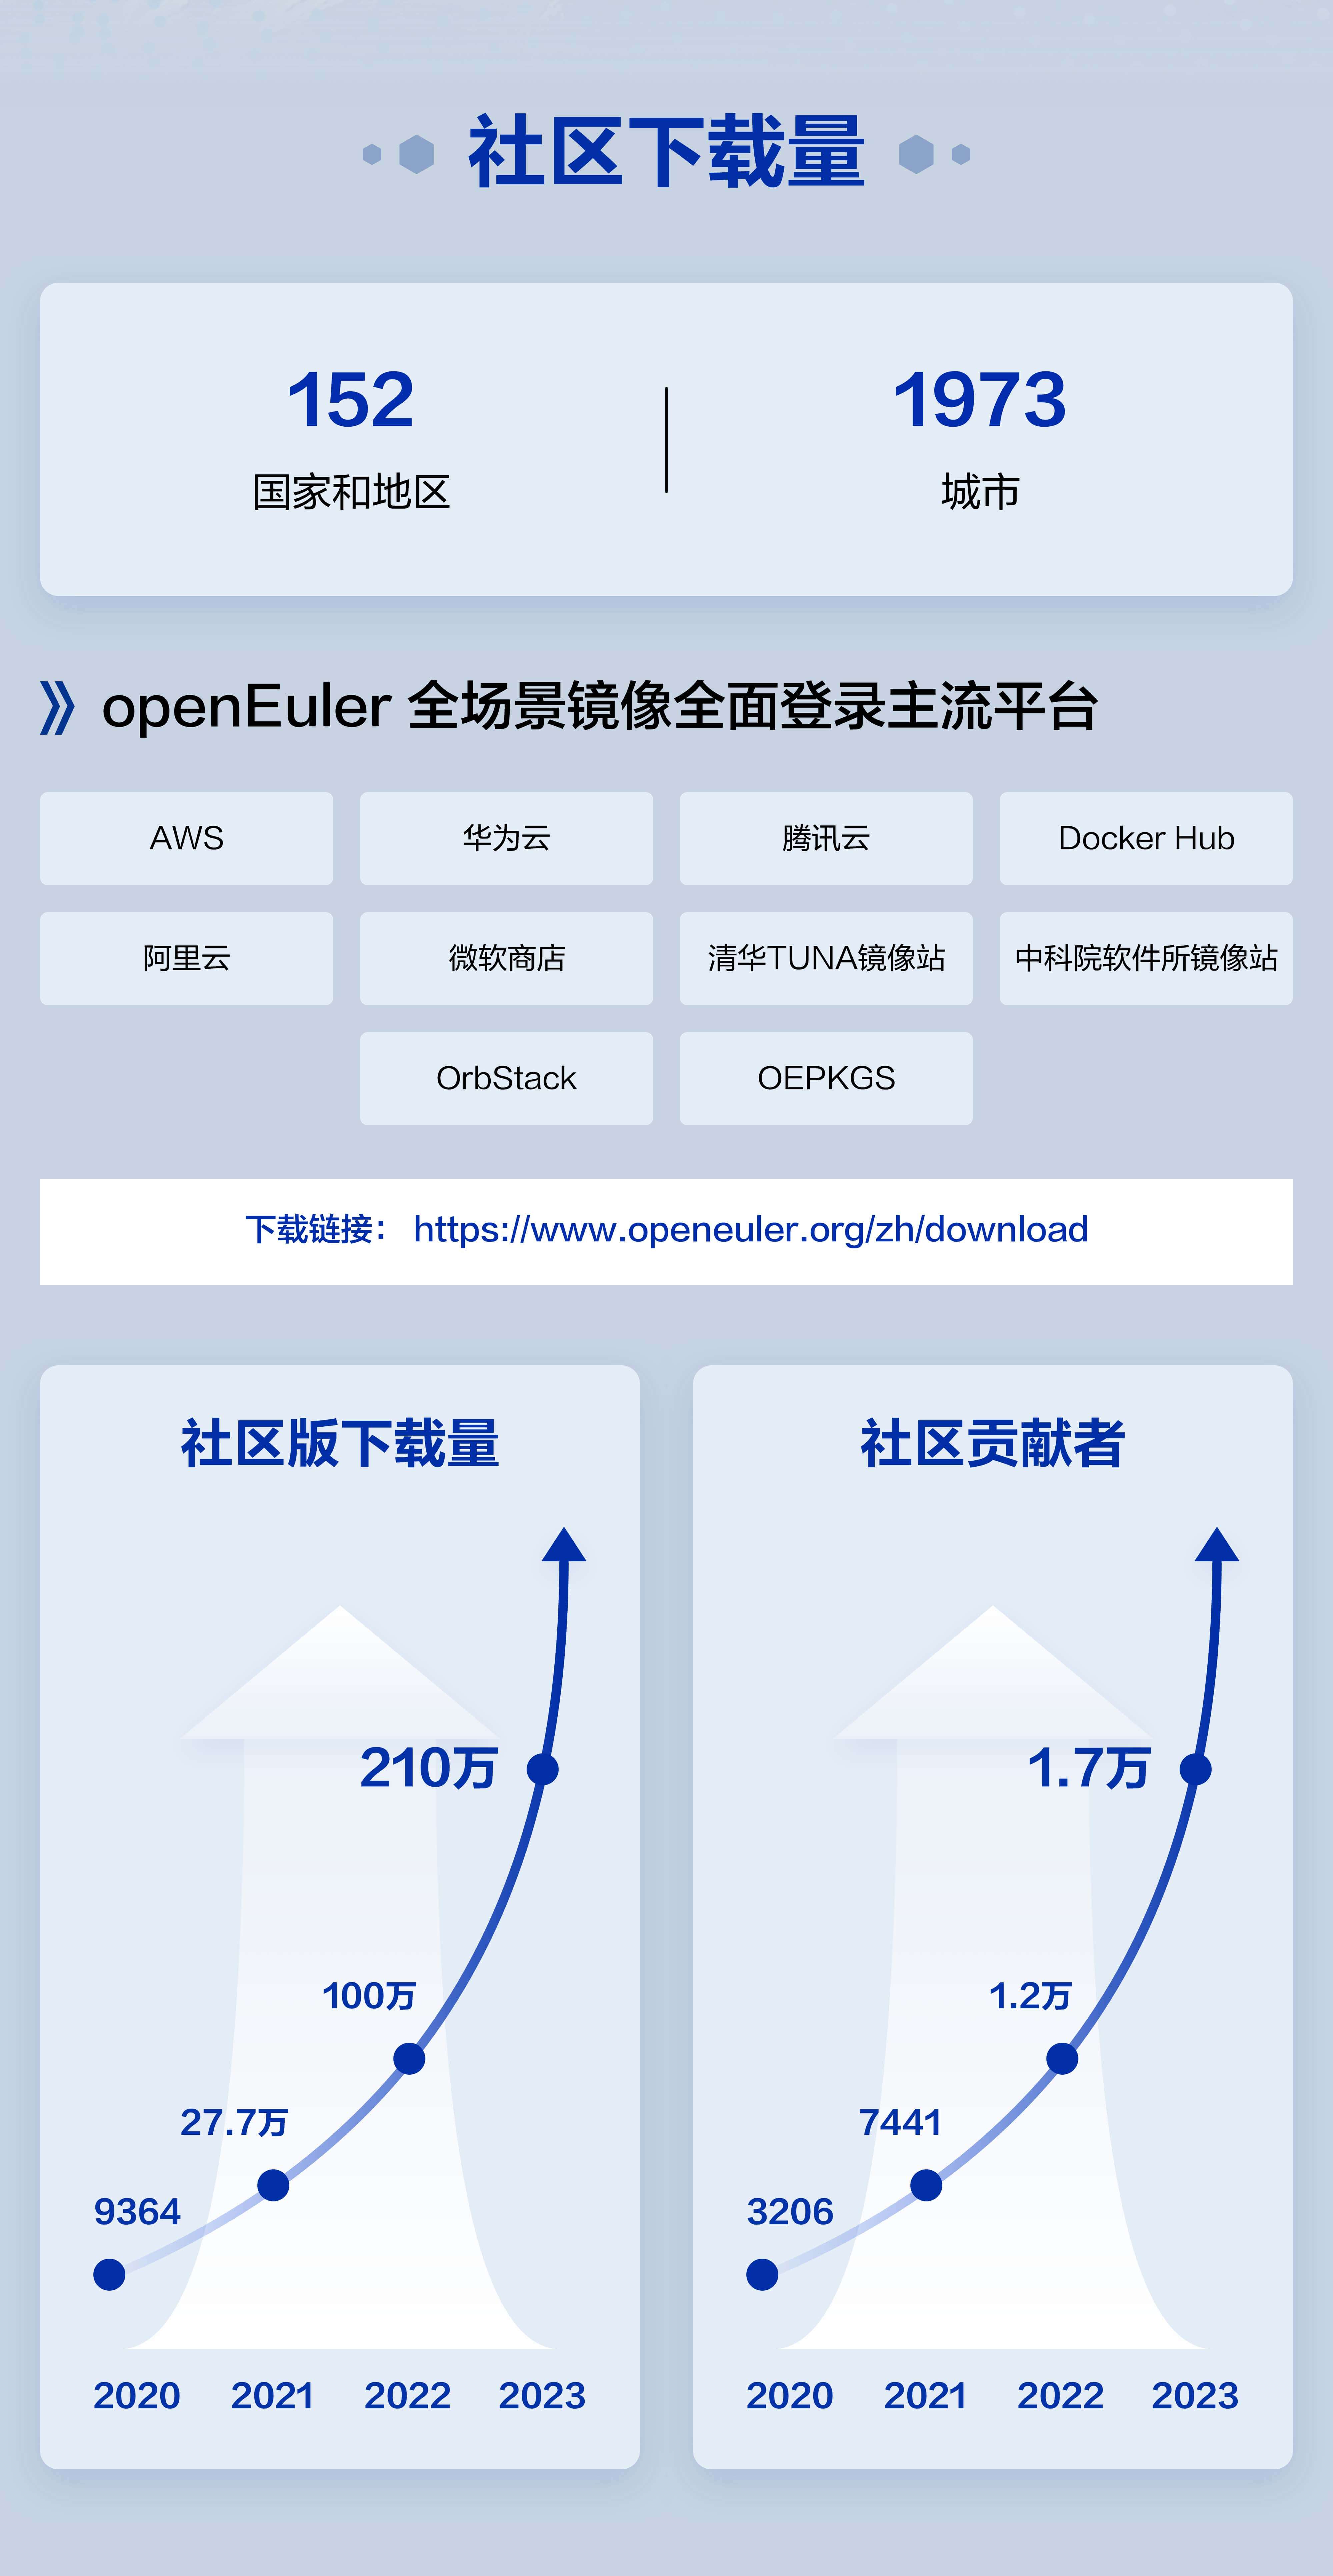 社区下载量
152
国家和地区
1973
城市
openEuler 全场景镜像全面登录主流平台
AWS
华为云
腾讯云
Docker Hub
阿里云
微软商店
清华TUNA镜像站
中科院软件所镜像站
OrbStack
OEPKGS
下载链接： https://www.openeuler.org/zh/download
社区版下载量
210万
100万
27.7万
9364
2020 2021 2022 2023
社区贡献者
1.7万
1.2万
7441
3206
2020 2021 2022 2023